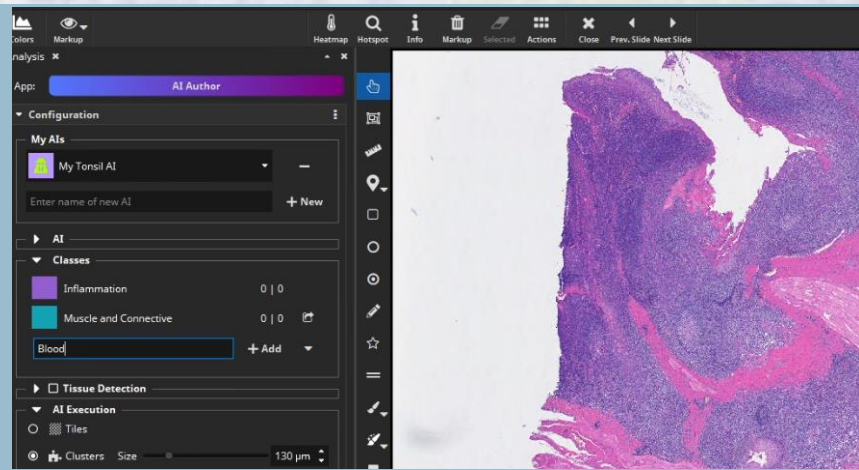 Colors Markup Heatmap Hotspot Info Markup Selected Actions Close Prev. Slide Next Slide
nalysis
App: AI Author
Configuration
My AIs
My Tonsil AI
Enter name of new AI + New
AI
Classes
Inflammation 0 | 0
Muscle and Connective 0 | 0
Blood + Add
Tissue Detection
AI Execution
Tiles
Clusters Size 130 µm